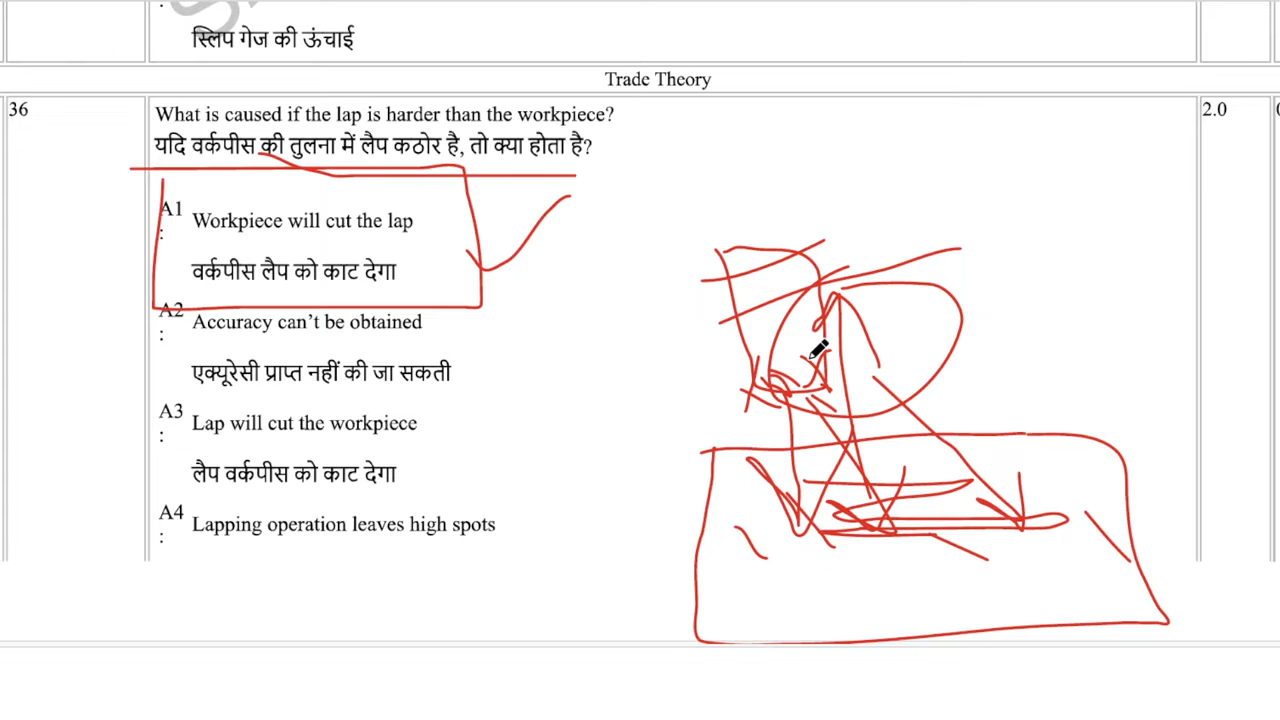 :
स्लिप गेज की ऊंचाई
Trade Theory
36
What is caused if the lap is harder than the workpiece?
2.0
यदि वर्कपीस की तुलना में लैप कठोर है, तो क्या होता है?
A1
:
Workpiece will cut the lap
वर्कपीस लैप को काट देगा
A2
:
Accuracy can’t be obtained
एक्यूरेसी प्राप्त नहीं की जा सकती
A3
:
Lap will cut the workpiece
लैप वर्कपीस को काट देगा
A4
:
Lapping operation leaves high spots